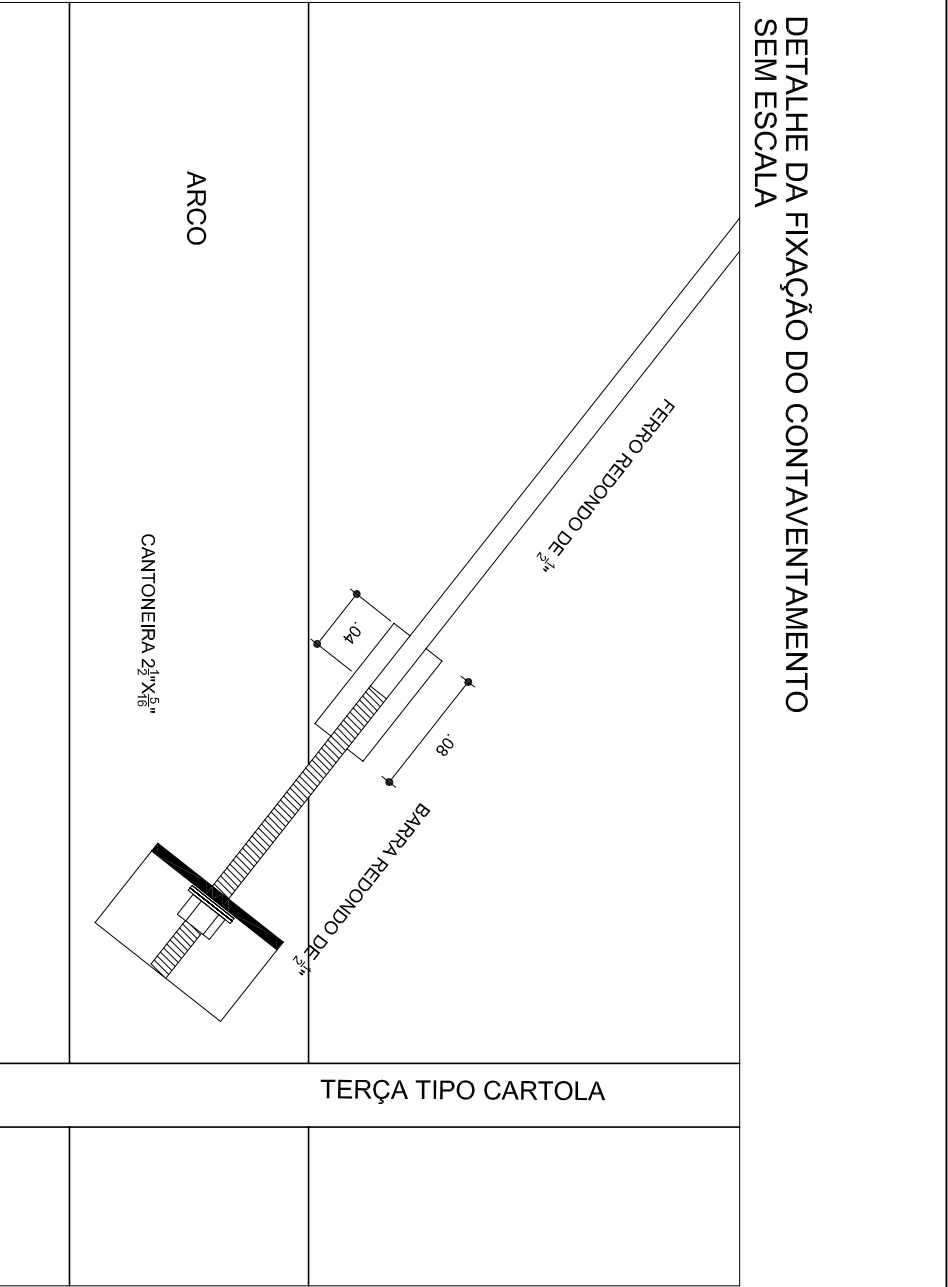 DETALHE DA FIXAÇÃO DO CONTAVENTAMENTO
SEM ESCALA
FERRO REDONDO DE 1/2"
.04
.08
BARRA REDONDO DE 1/2"
ARCO
CANTONEIRA 2 1/2"X5/16"
TERÇA TIPO CARTOLA